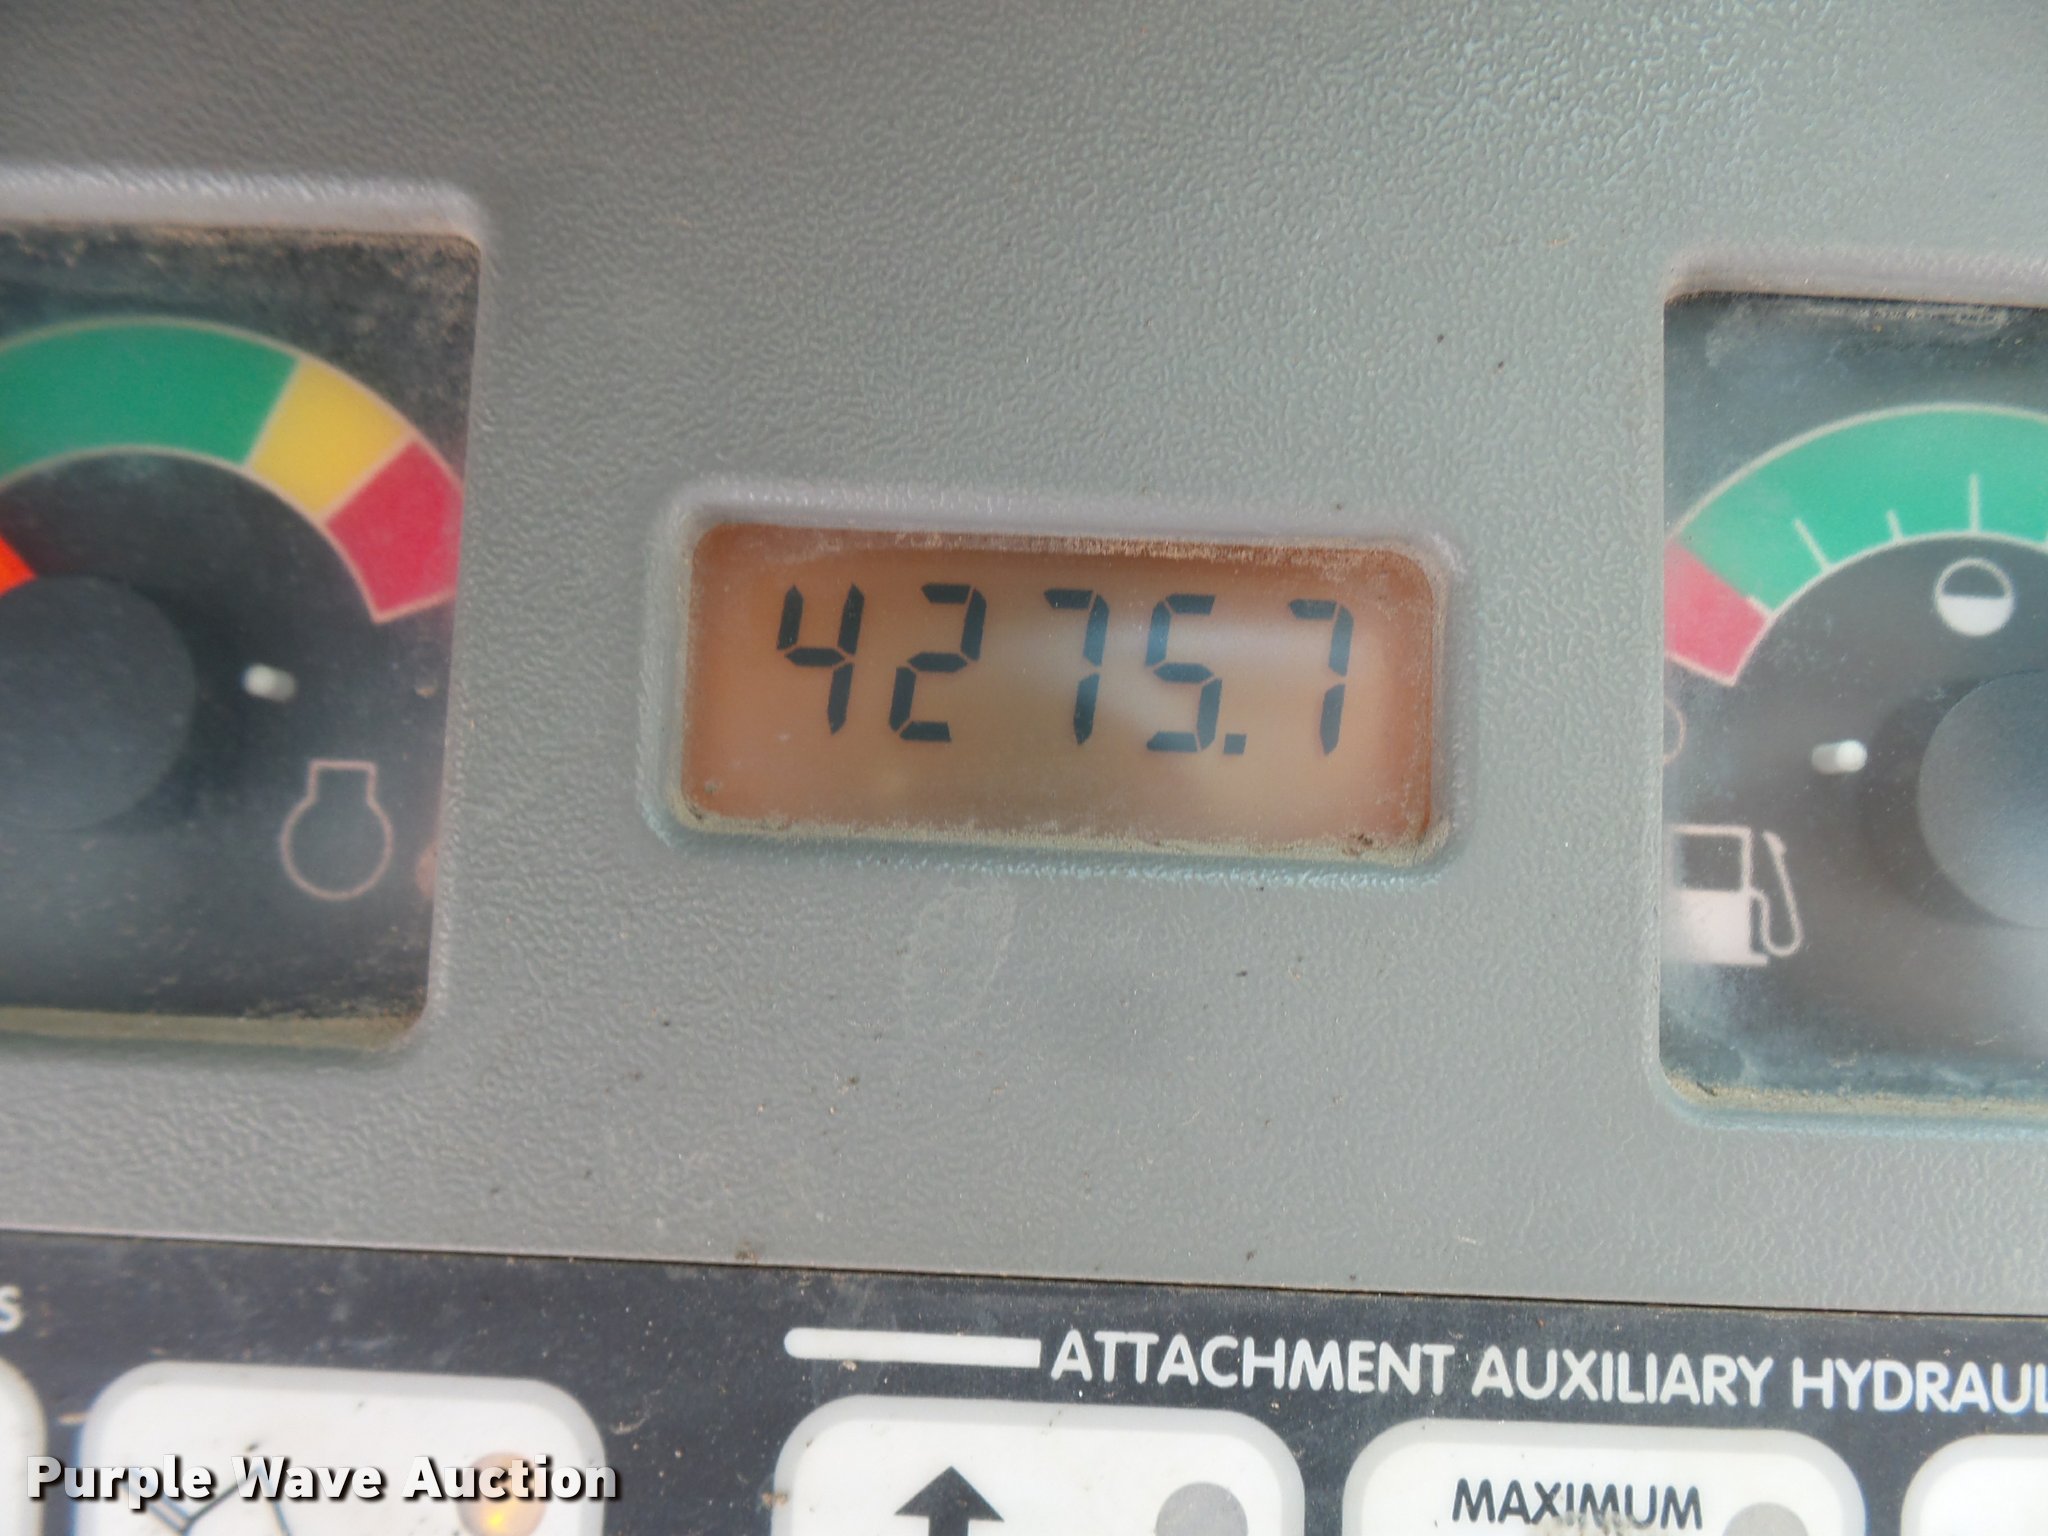 4275.7
S
ATTACHMENT AUXILIARY HYDRAUL
MAXIMUM
Purple Wave Auction